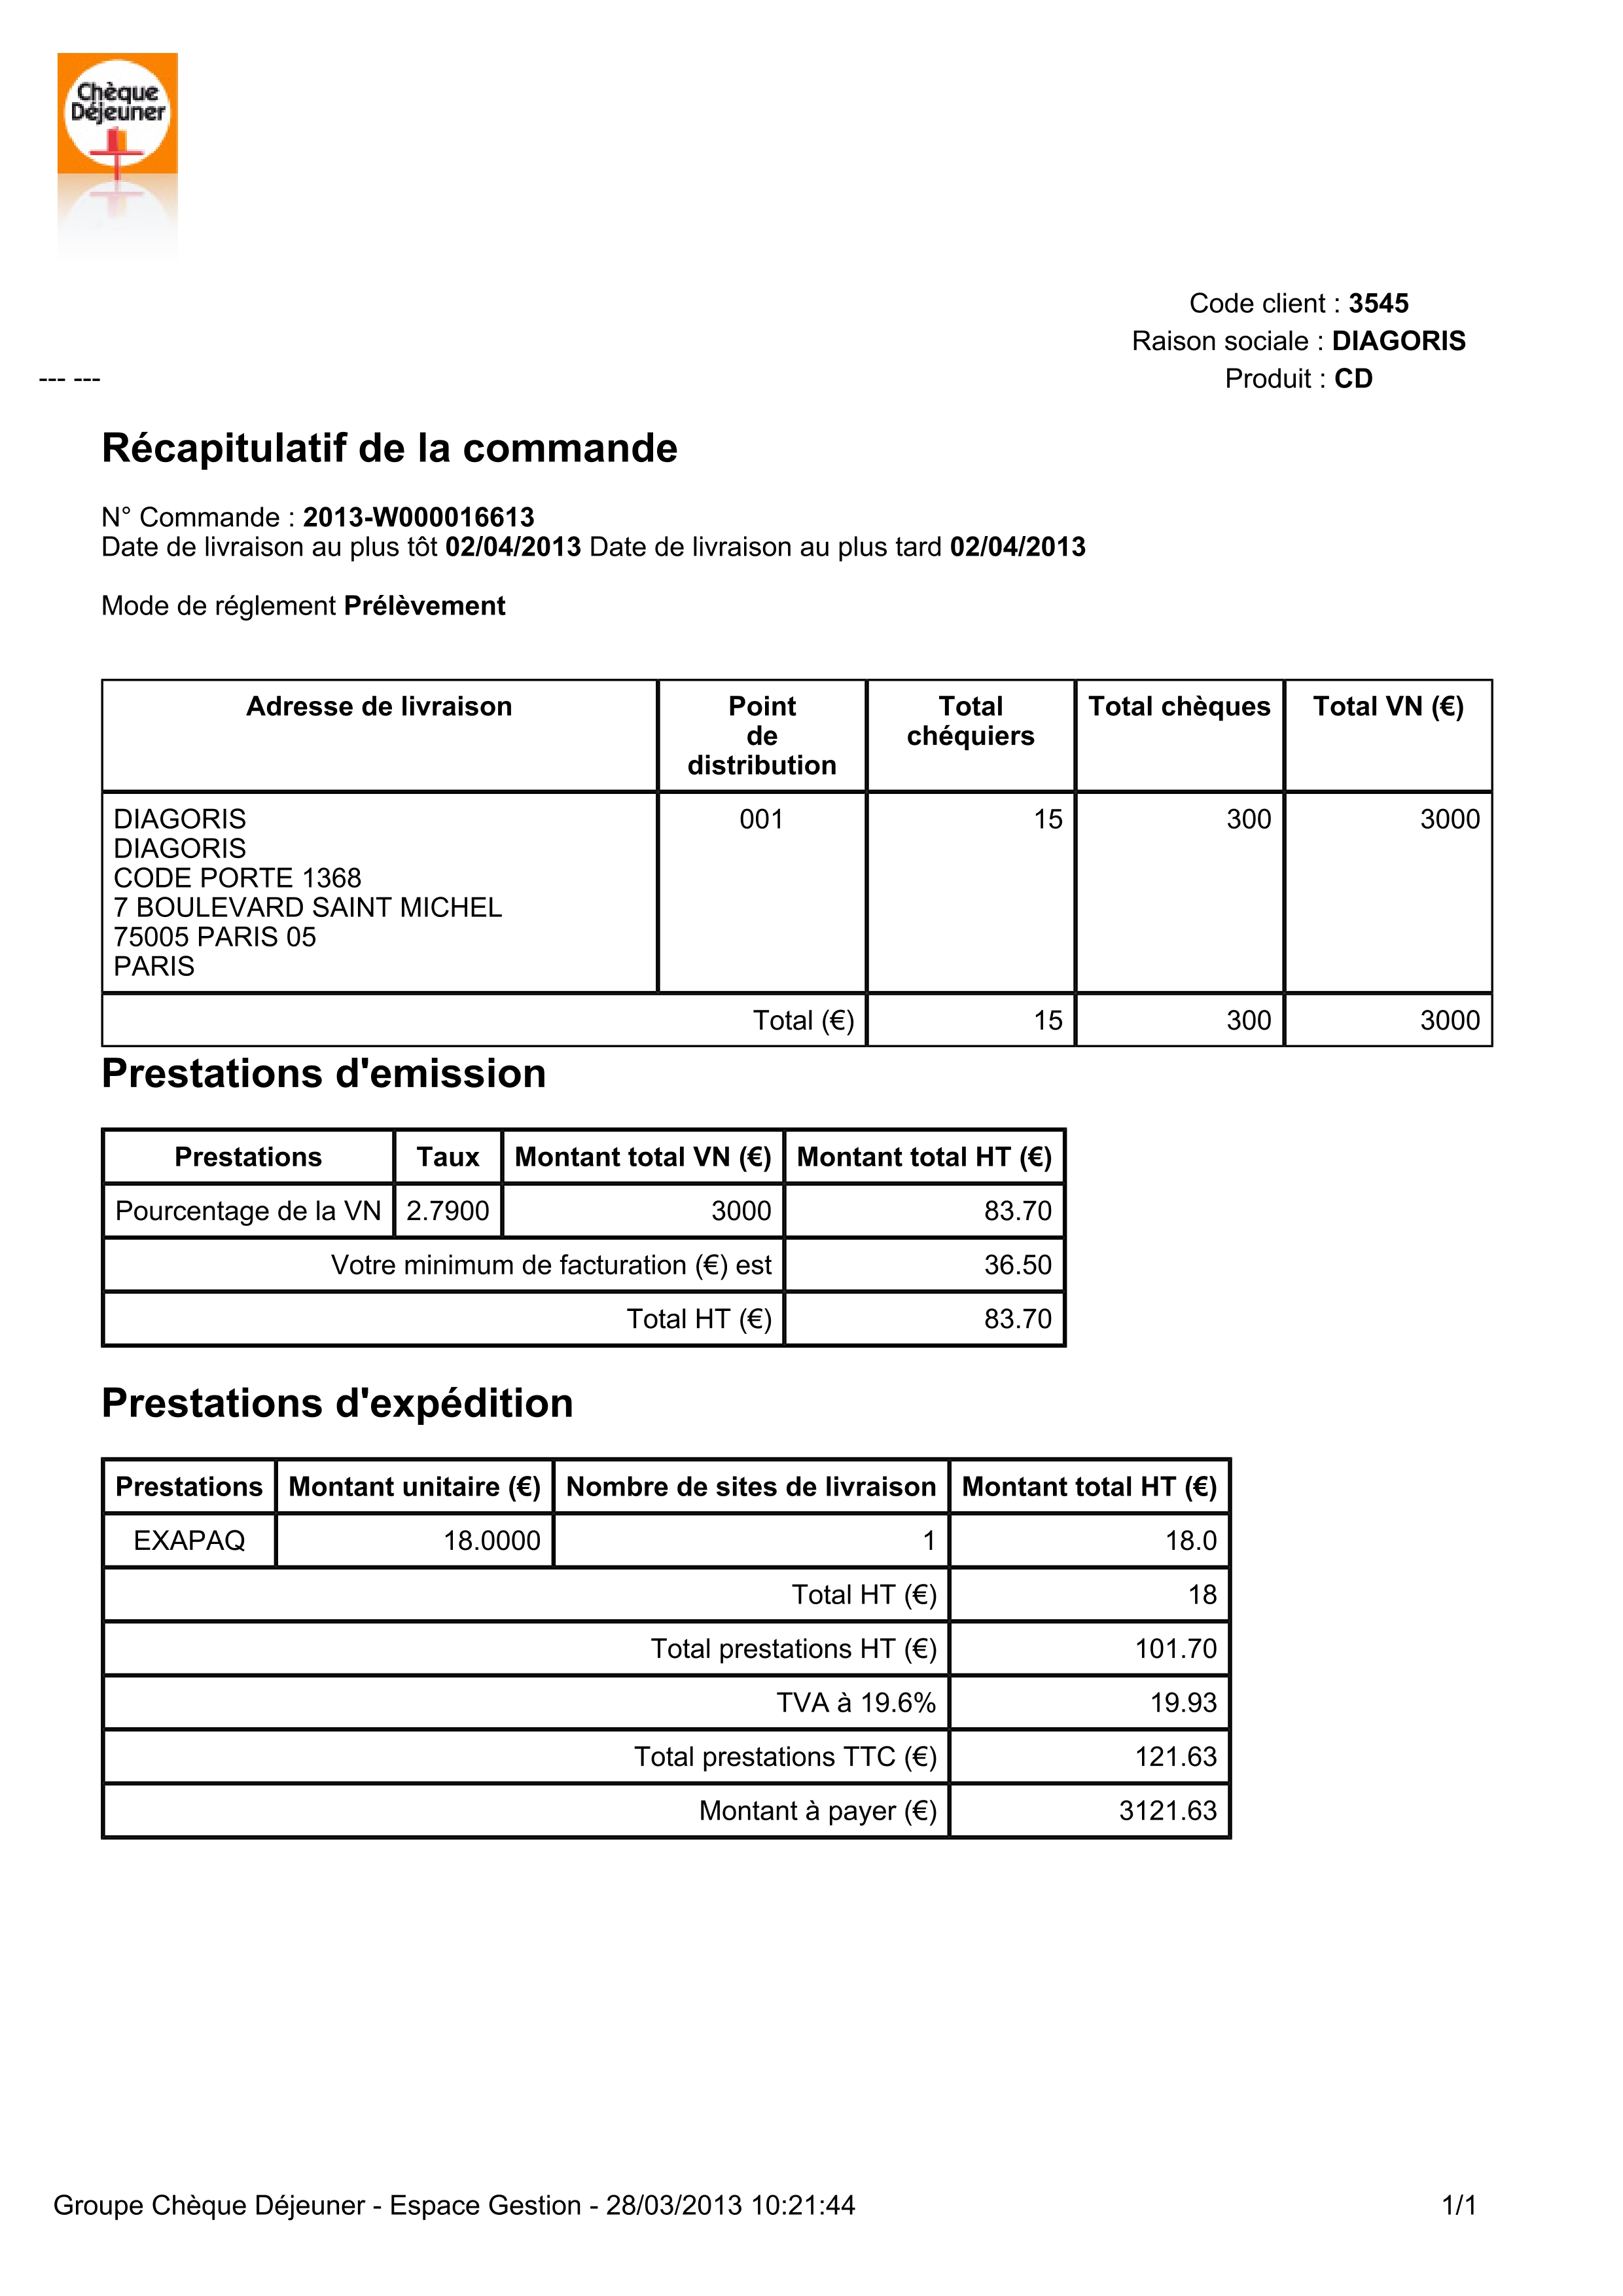 Chèque
Déjeuner
Code client : 3545
Raison sociale : DIAGORIS
--- ---
Produit : CD
Récapitulatif de la commande
N° Commande : 2013-W000016613
Date de livraison au plus tôt 02/04/2013 Date de livraison au plus tard 02/04/2013
Mode de réglement Prélèvement
Adresse de livraison Point de distribution Total chéquiers Total chèques Total VN (€)
DIAGORIS 001 15 300 3000
DIAGORIS
CODE PORTE 1368
7 BOULEVARD SAINT MICHEL
75005 PARIS 05
PARIS
Total (€) 15 300 3000
Prestations d'emission
Prestations Taux Montant total VN (€) Montant total HT (€)
Pourcentage de la VN 2.7900 3000 83.70
Votre minimum de facturation (€) est 36.50
Total HT (€) 83.70
Prestations d'expédition
Prestations Montant unitaire (€) Nombre de sites de livraison Montant total HT (€)
EXAPAQ 18.0000 1 18.0
Total HT (€) 18
Total prestations HT (€) 101.70
TVA à 19.6% 19.93
Total prestations TTC (€) 121.63
Montant à payer (€) 3121.63
Groupe Chèque Déjeuner - Espace Gestion - 28/03/2013 10:21:44 1/1